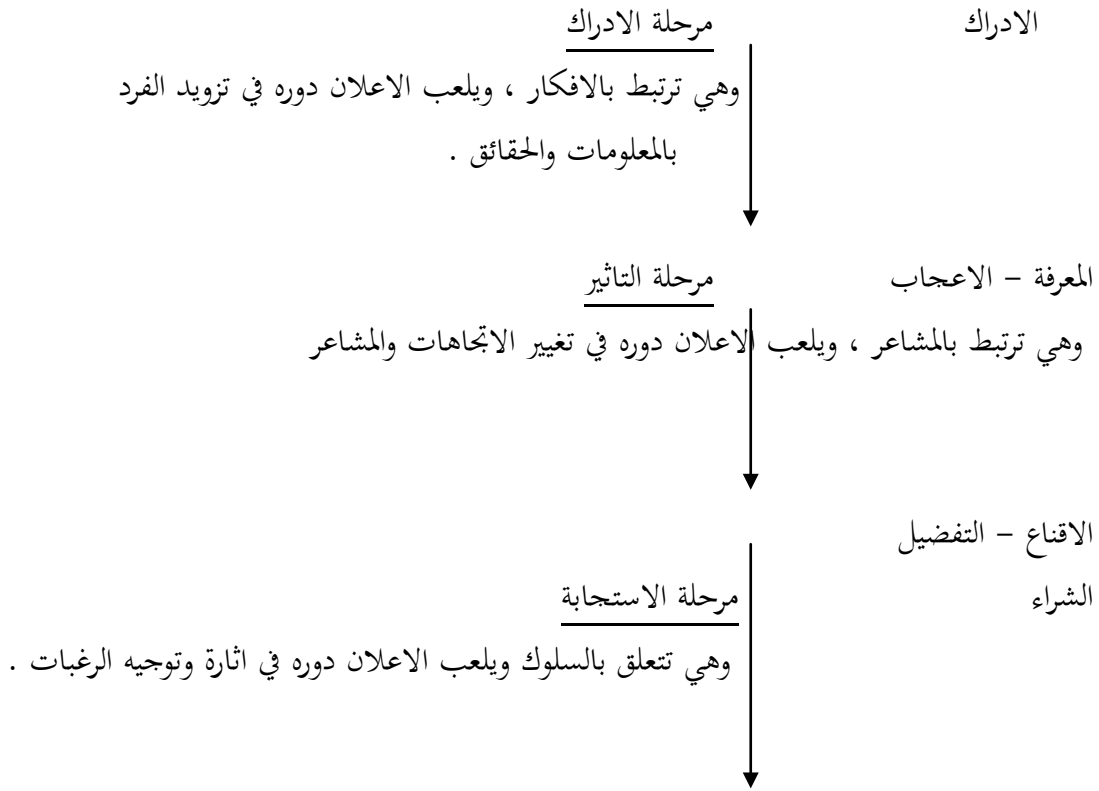 الادراك مرحلة الادراك
وهي ترتبط بالافكار ، ويلعب الاعلان دوره في تزويد الفرد
بالمعلومات والحقائق .
المعرفة – الاعجاب مرحلة التاثير
وهي ترتبط بالمشاعر ، ويلعب الاعلان دوره في تغيير الاتجاهات والمشاعر
الاقناع – التفضيل
الشراء مرحلة الاستجابة
وهي تتعلق بالسلوك ويلعب الاعلان دوره في اثارة وتوجيه الرغبات .